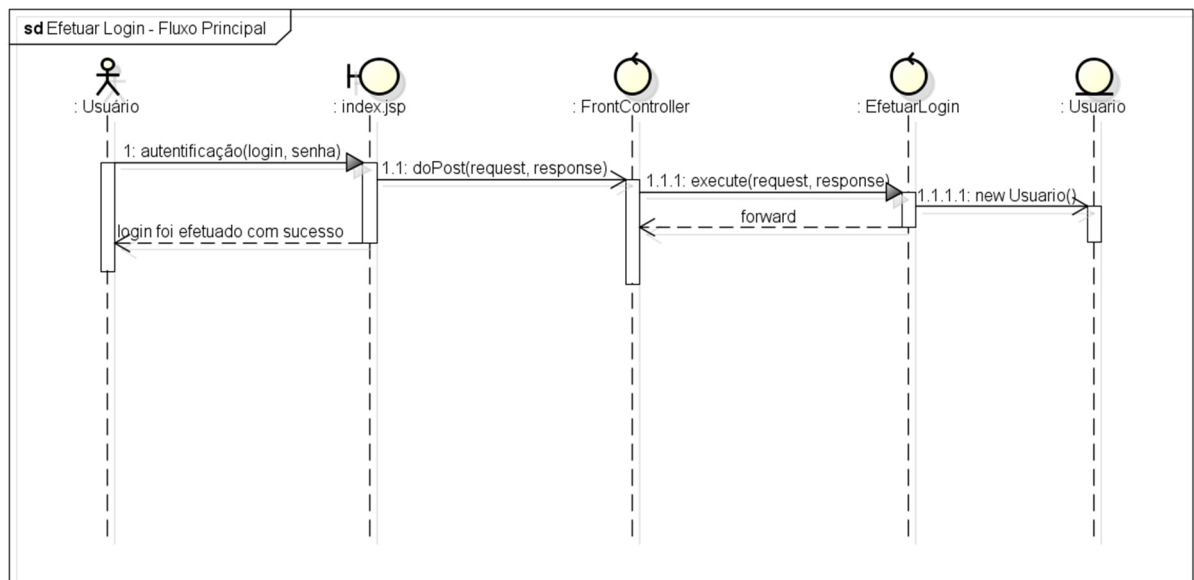 sd Efetuar Login - Fluxo Principal
: Usuário
: index.jsp
: FrontController
: EfetuarLogin
: Usuario
1: autentificação(login, senha)
1.1: doPost(request, response)
1.1.1: execute(request, response)
1.1.1.1: new Usuario()
forward
login foi efetuado com sucesso